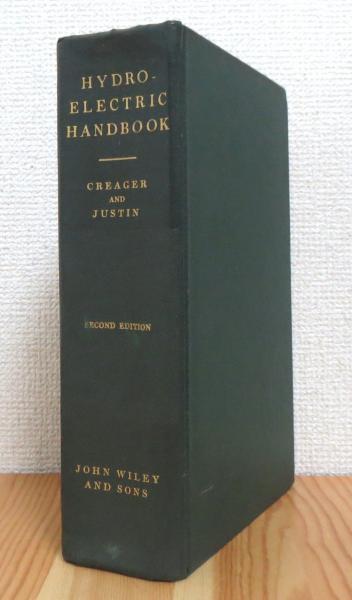 HYDRO-
ELECTRIC
HANDBOOK
CREAGER
AND
JUSTIN
SECOND EDITION
JOHN WILEY
AND SONS